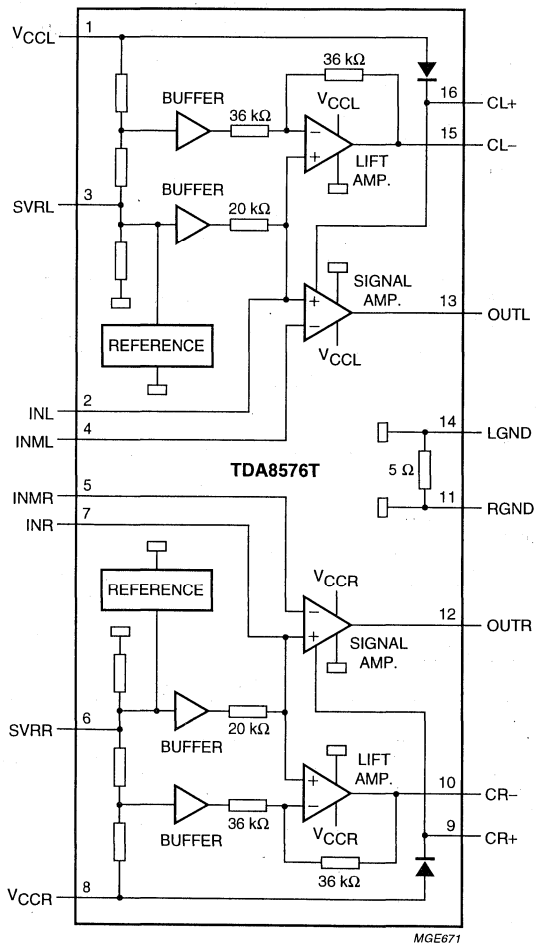 VCCL 1
36 kΩ
BUFFER
VCCL
16 CL+
36 kΩ
15 CL−
LIFT
AMP.
BUFFER
SVRL 3
20 kΩ
SIGNAL
AMP.
13 OUTL
REFERENCE
VCCL
INL 2
14 LGND
INML 4
5 Ω
TDA8576T
INMR 5
11 RGND
INR 7
VCCR
REFERENCE
12 OUTR
SIGNAL
AMP.
SVRR 6
20 kΩ
BUFFER
LIFT
AMP.
10 CR−
36 kΩ
BUFFER
VCCR
9 CR+
36 kΩ
VCCR 8
MGE671